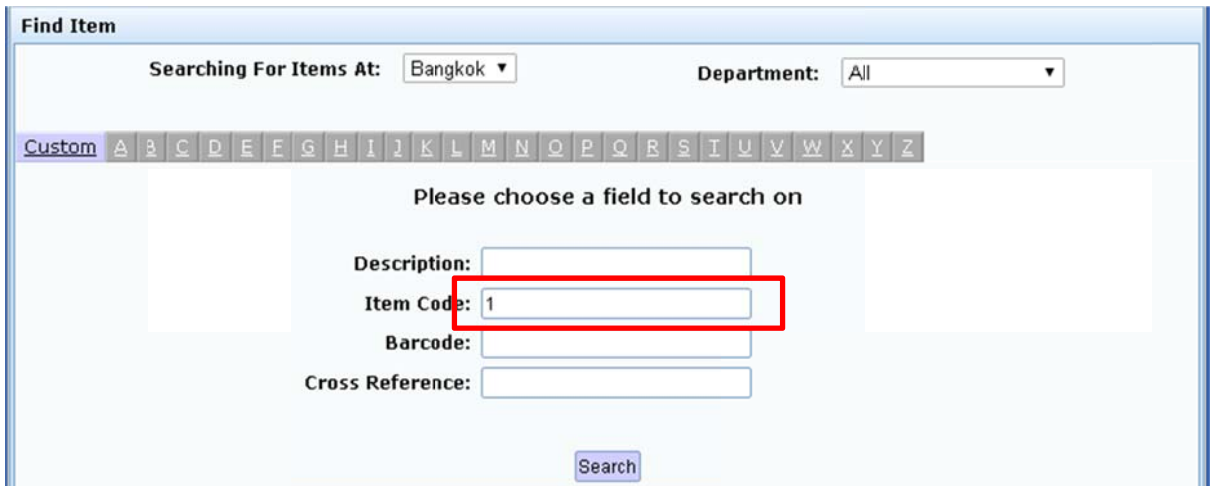 Find Item
Searching For Items At: Bangkok Department: All
Custom A B C D E F G H I J K L M N O P Q R S T U V W X Y Z
Please choose a field to search on
Description:
Item Code: 1
Barcode:
Cross Reference:
Search